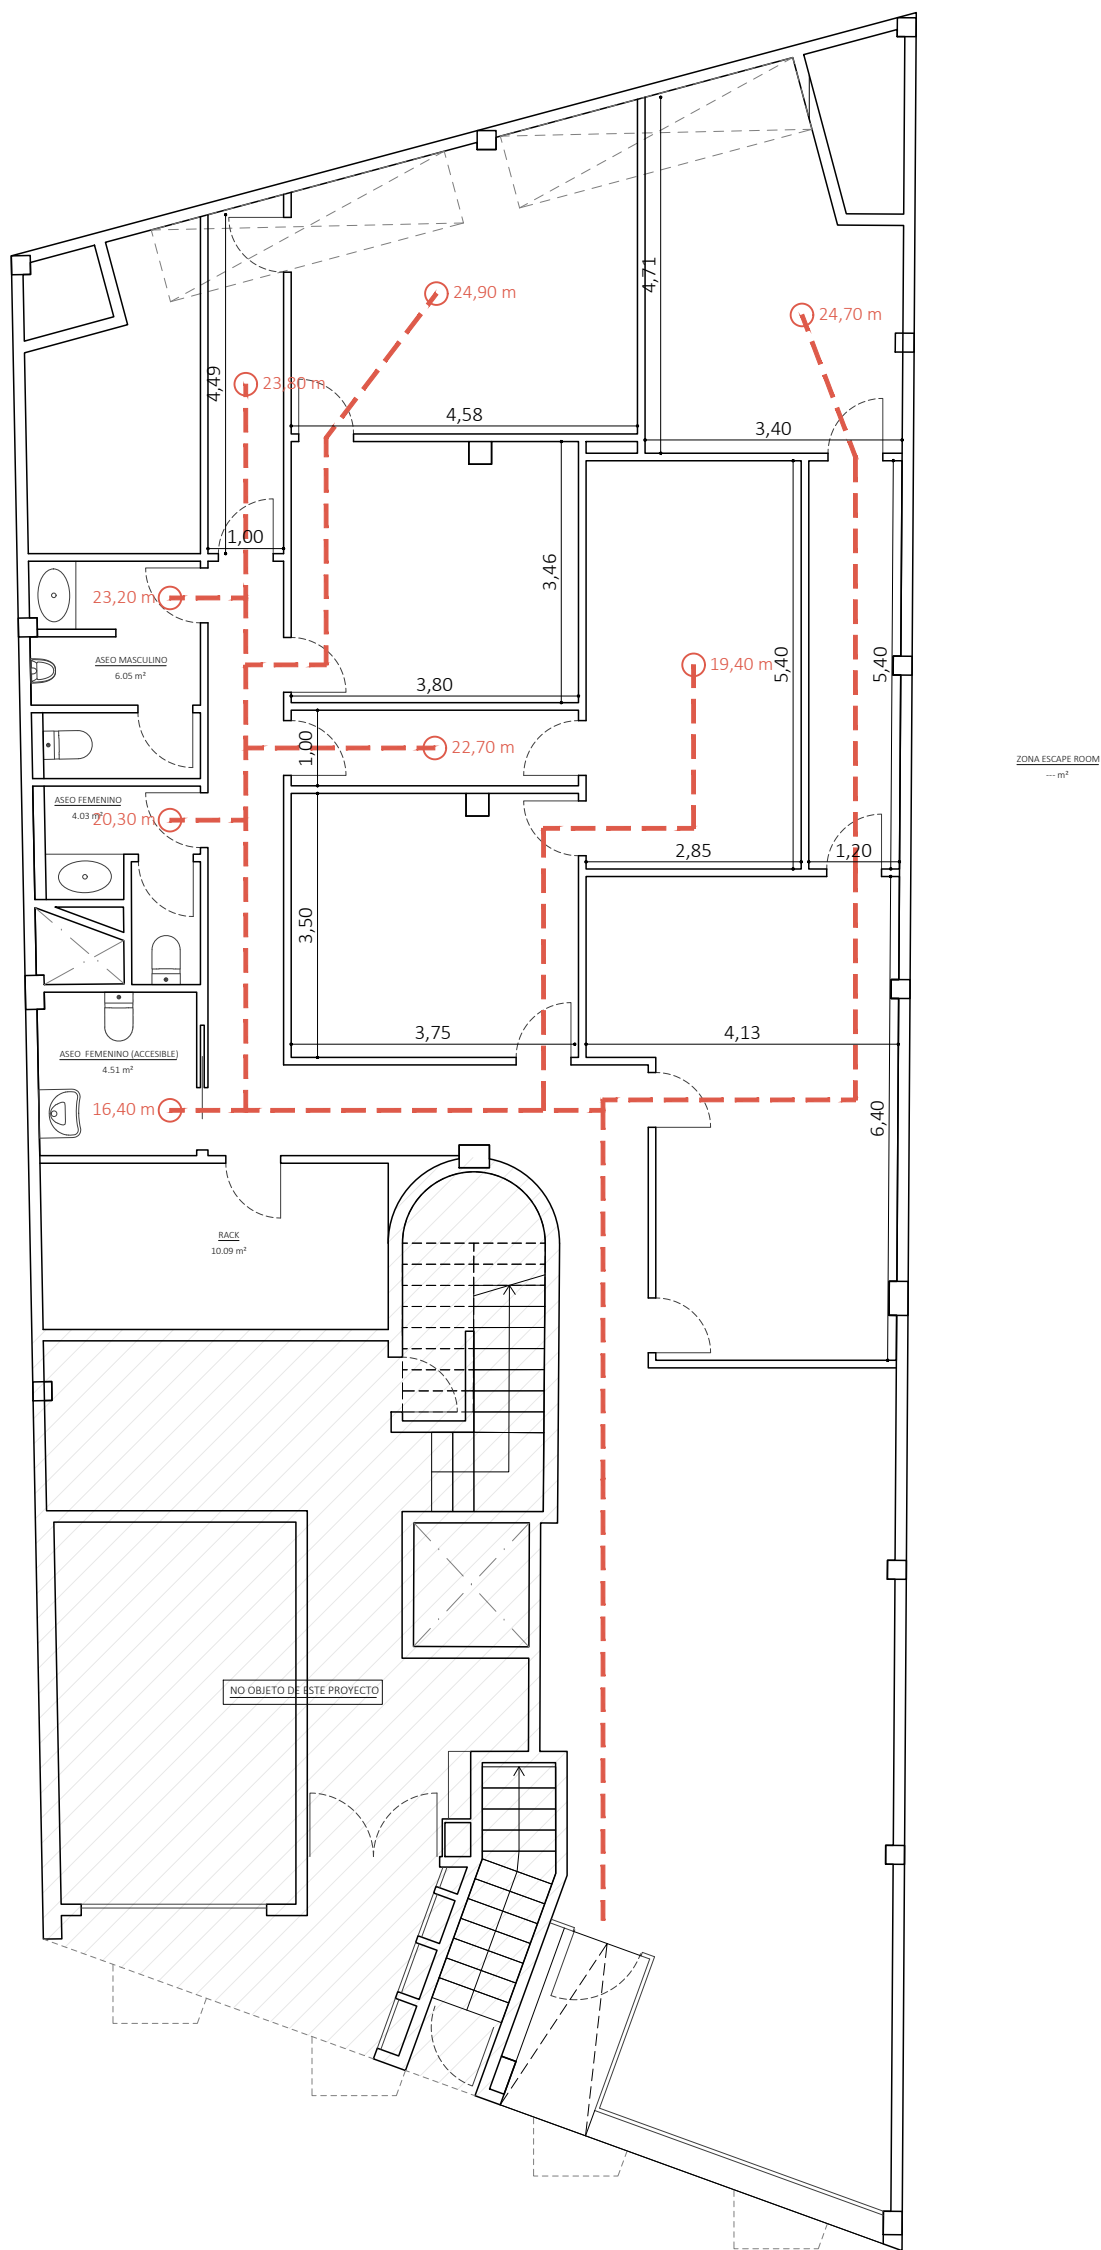 24,90 m
4,71
24,70 m
4,49
23,80 m
4,58
3,40
1,00
3,46
23,20 m
ASEO MASCULINO
6.05 m²
19,40 m
5,40
5,40
3,80
1,00
22,70 m
ZONA ESCAPE ROOM
--- m²
ASEO FEMENINO
4.03 m²
20,30 m
2,85
1,20
3,50
3,75
4,13
ASEO FEMENINO (ACCESIBLE)
4.51 m²
16,40 m
6,40
RACK
10.09 m²
NO OBJETO DE ESTE PROYECTO